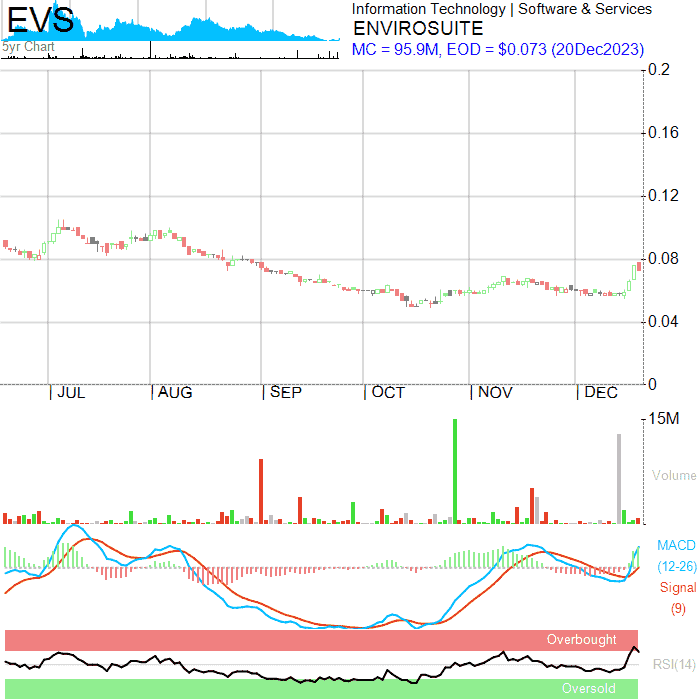 EVS
5yr Chart
Information Technology | Software & Services
ENVIROSUITE
MC = 95.9M, EOD = $0.073 (20Dec2023)
0.2
0.16
0.12
0.08
0.04
0
| JUL | AUG | SEP | OCT | NOV | DEC
15M
Volume
MACD
(12-26)
Signal
(9)
Overbought
RSI(14)
Oversold